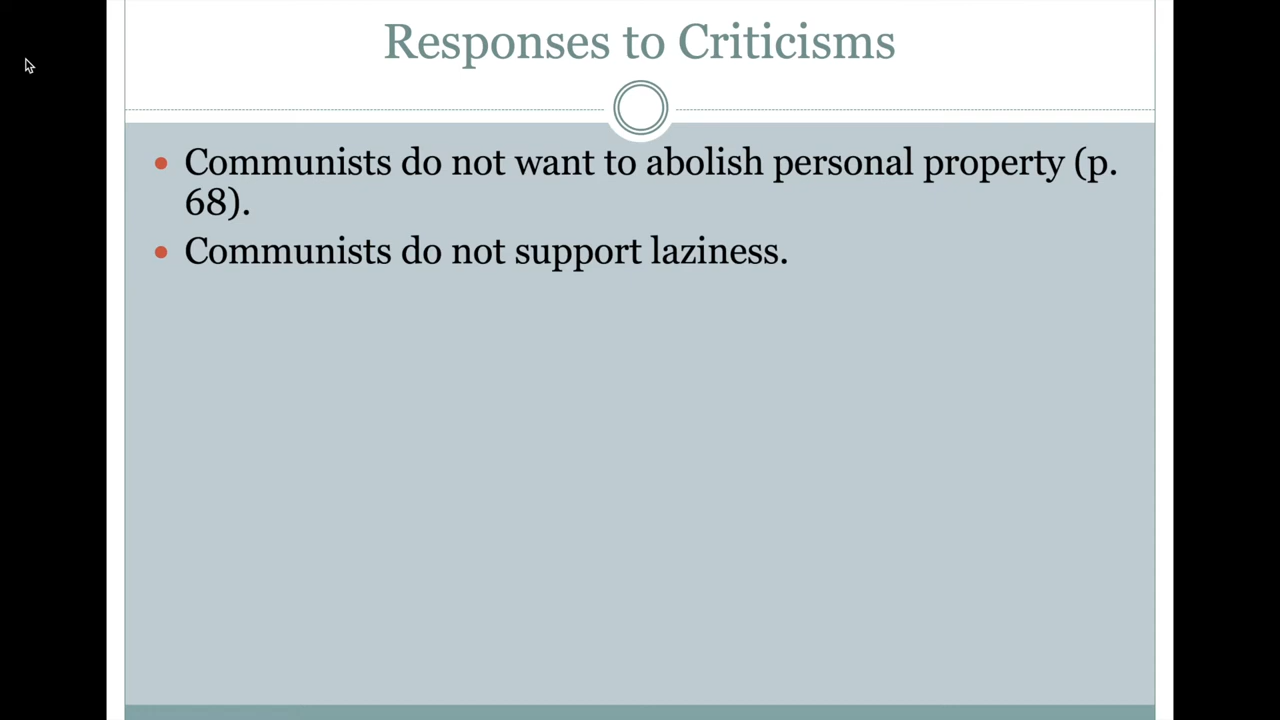 Responses to Criticisms
• Communists do not want to abolish personal property (p.
68).
• Communists do not support laziness.